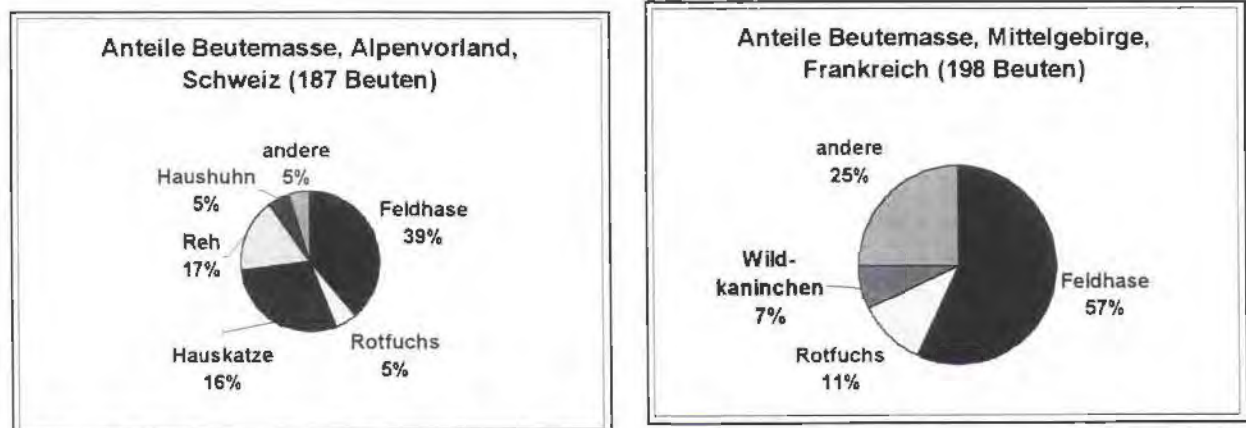 Anteile Beutemasse, Alpenvorland,
Schweiz (187 Beuten)
andere
5%
Haushuhn
5%
Reh
17%
Hauskatze
16%
Feldhase
39%
Rotfuchs
5%
Anteile Beutemasse, Mittelgebirge,
Frankreich (198 Beuten)
andere
25%
Wild-
kaninchen
7%
Rotfuchs
11%
Feldhase
57%